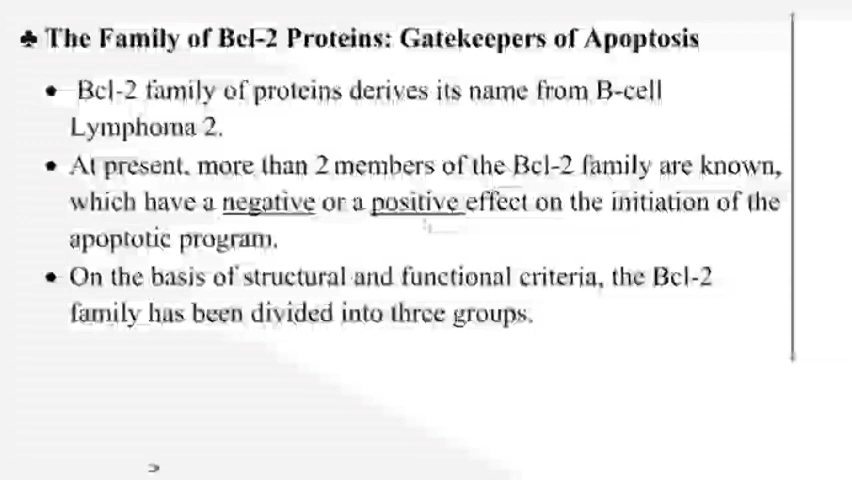 ♣ The Family of Bcl-2 Proteins: Gatekeepers of Apoptosis
• Bcl-2 family of proteins derives its name from B-cell
Lymphoma 2.
• At present, more than 2 members of the Bcl-2 family are known,
which have a negative or a positive effect on the initiation of the
apoptotic program.
• On the basis of structural and functional criteria, the Bcl-2
family has been divided into three groups.